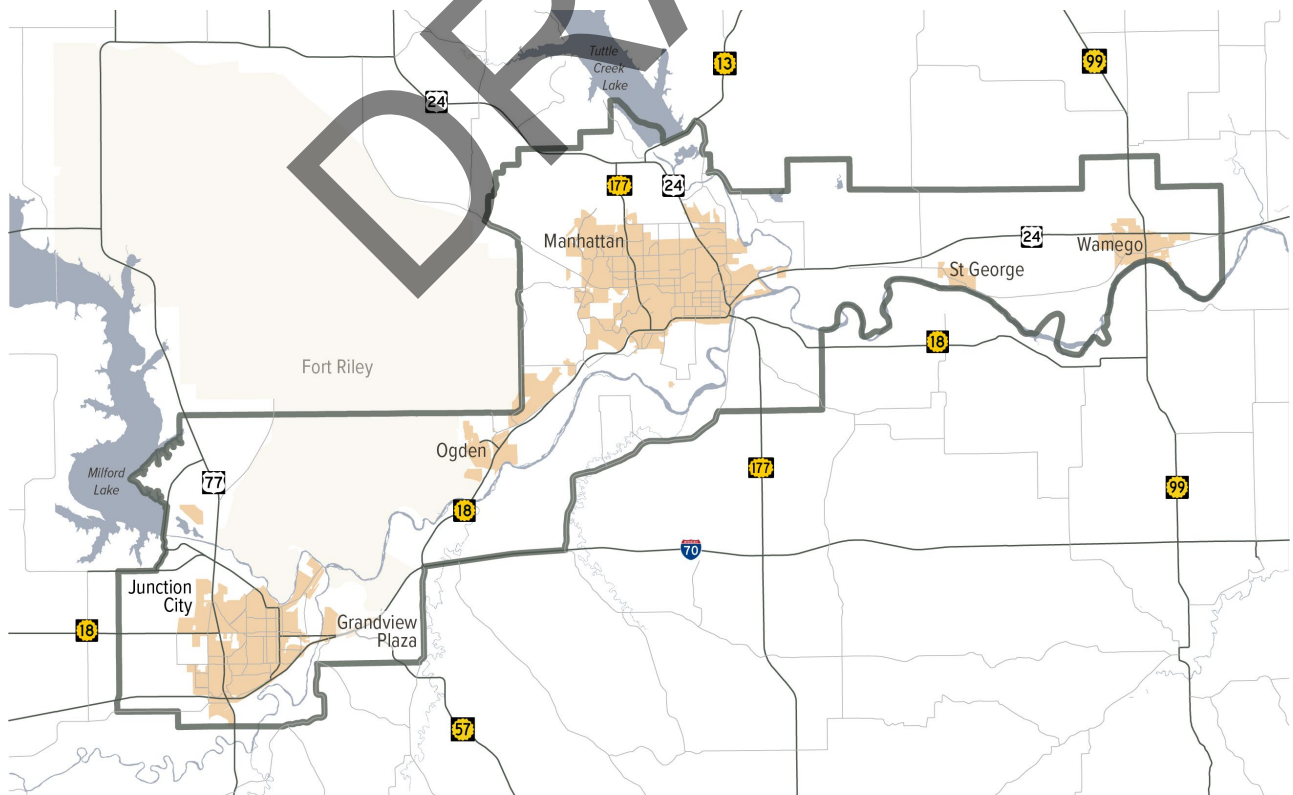 DRA
Tuttle
Creek
Lake
13
99
24
177
24
Manhattan
24
Wamego
St George
18
Fort Riley
Ogden
177
Milford
Lake
77
99
18
70
Junction
City
18
Grandview
Plaza
57